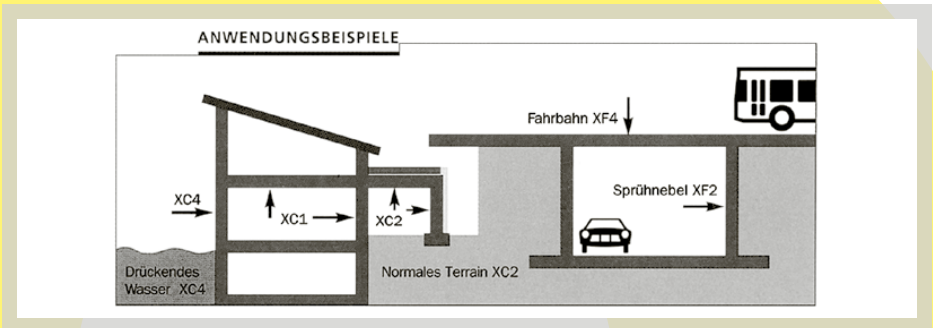 ANWENDUNGSBEISPIELE
Fahrbahn XF4
XC4
XC1
XC2
Sprühnebel XF2
Drückendes
Wasser XC4
Normales Terrain XC2